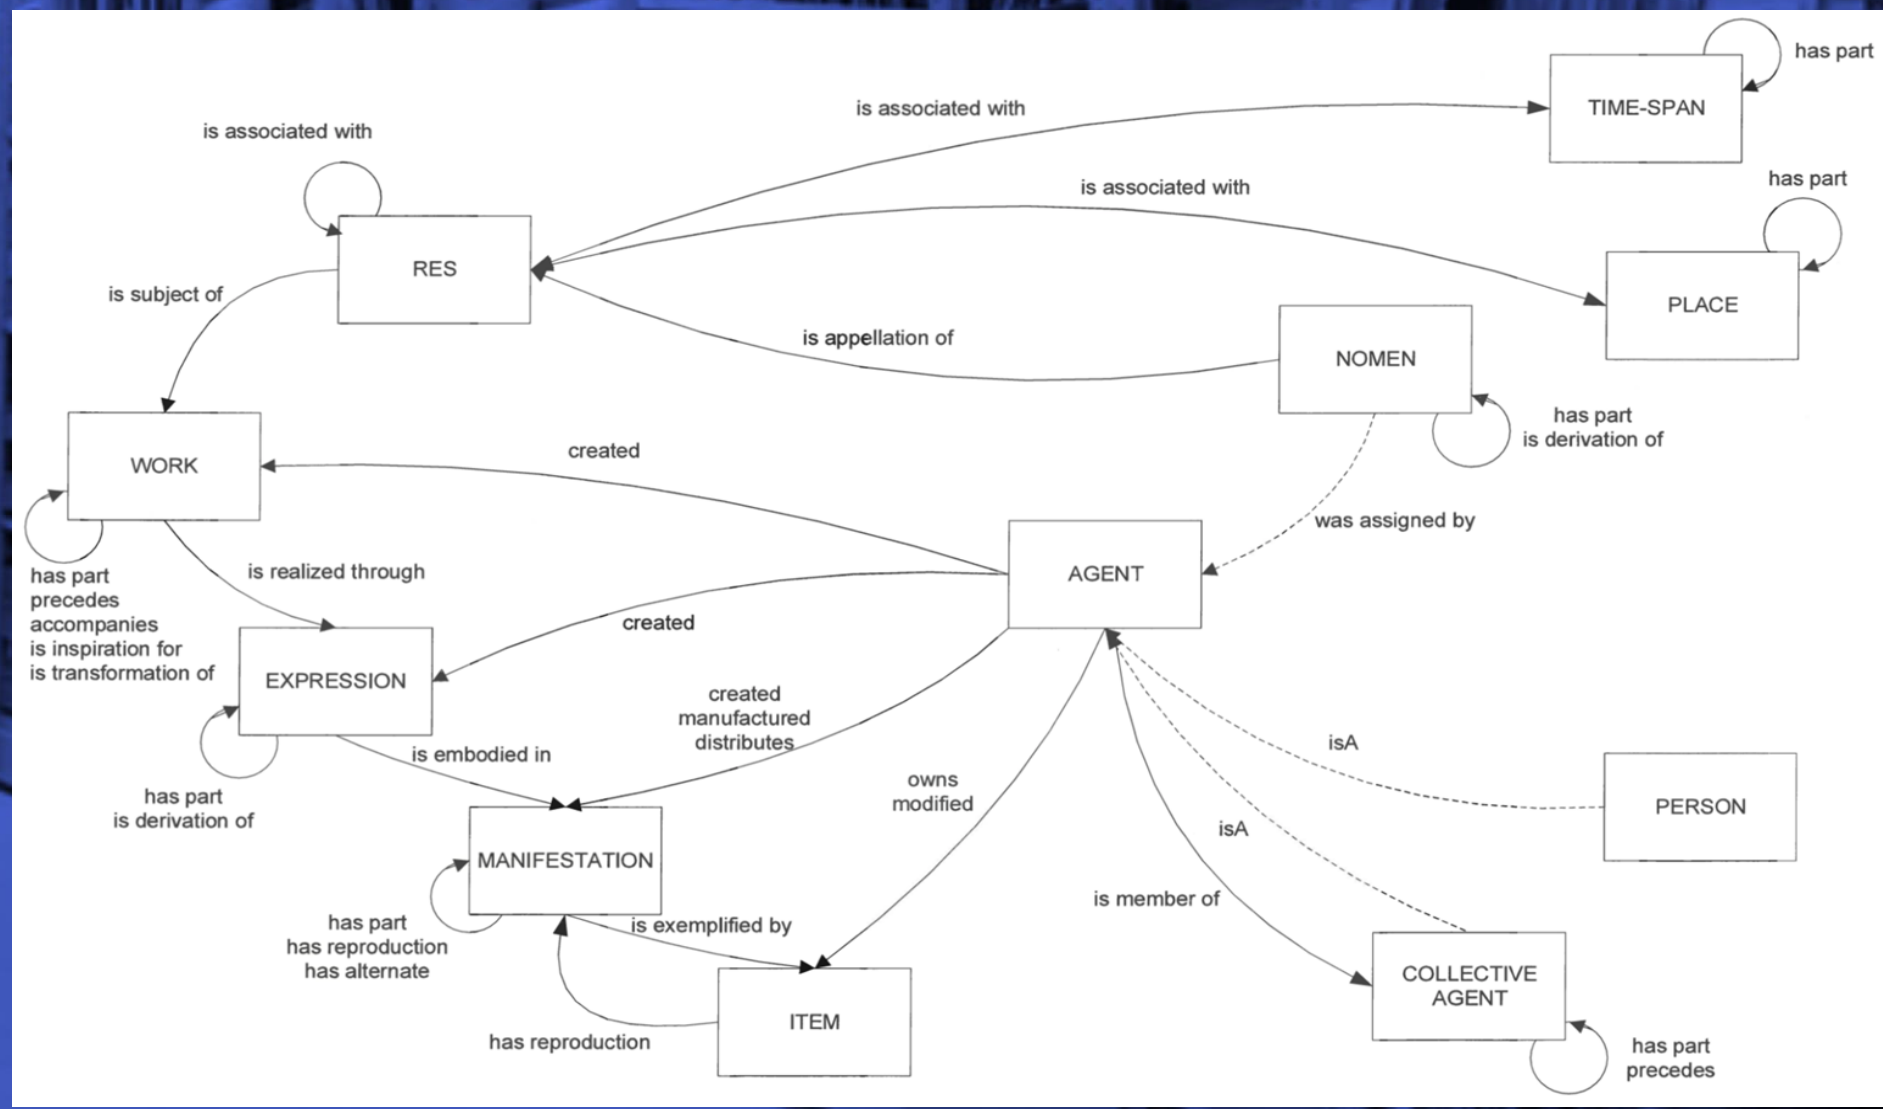 has part
TIME-SPAN
is associated with
is associated with
is associated with
has part
RES
is subject of
PLACE
is appellation of
NOMEN
has part
is derivation of
WORK
created
was assigned by
has part
precedes
accompanies
is inspiration for
is transformation of
is realized through
AGENT
created
EXPRESSION
created
manufactured
distributes
is embodied in
has part
is derivation of
owns
modified
isA
PERSON
isA
MANIFESTATION
is member of
has part
has reproduction
has alternate
is exemplified by
COLLECTIVE
AGENT
ITEM
has reproduction
has part
precedes